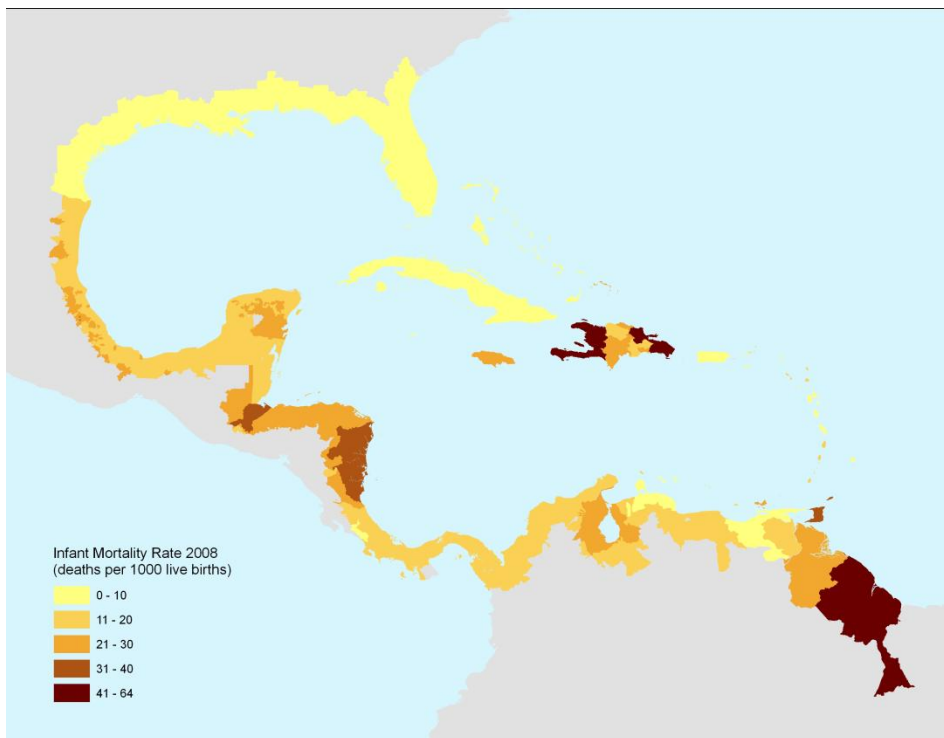 Infant Mortality Rate 2008
(deaths per 1000 live births)
0 - 10
11 - 20
21 - 30
31 - 40
41 - 64